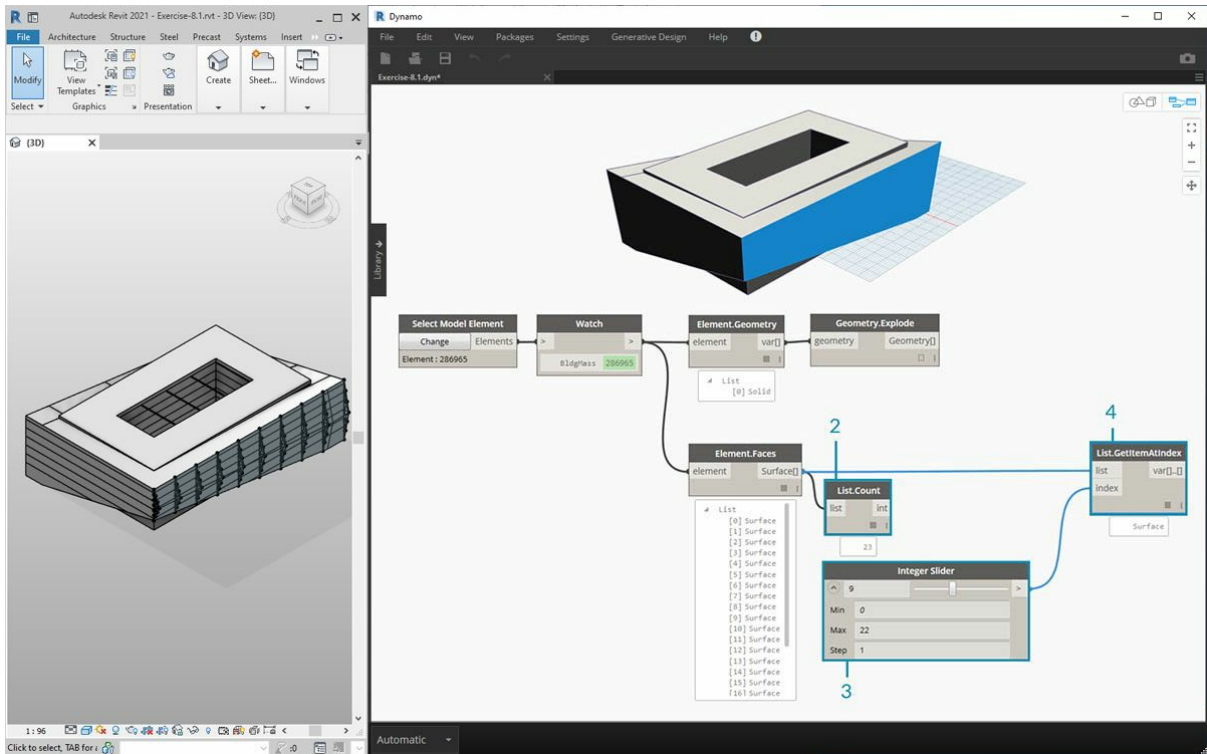 Autodesk Revit 2021 - Exercise-8.1.rvt - 3D View: {3D}
File Architecture Structure Steel Precast Systems Insert
Modify
View Templates
Create
Sheet...
Windows
Select
Graphics
Presentation
{3D}
1 : 96
Click to select, TAB for a
:0
Dynamo
File Edit View Packages Settings Generative Design Help
Exercise-8.1.dyn*
Library
Select Model Element
Change Elements
Element : 286965
Watch
> >
BldgMass 286965
Element.Geometry
element var[]
List
[0] Solid
Geometry.Explode
geometry Geometry[]
Element.Faces
element Surface[]
List
[0] Surface
[1] Surface
[2] Surface
[3] Surface
[4] Surface
[5] Surface
[6] Surface
[7] Surface
[8] Surface
[9] Surface
[10] Surface
[11] Surface
[12] Surface
[13] Surface
[14] Surface
[15] Surface
[16] Surface
2
List.Count
list int
23
Integer Slider
9 >
Min 0
Max 22
Step 1
3
4
List.GetItemAtIndex
list var[]..[]
index
Surface
Automatic